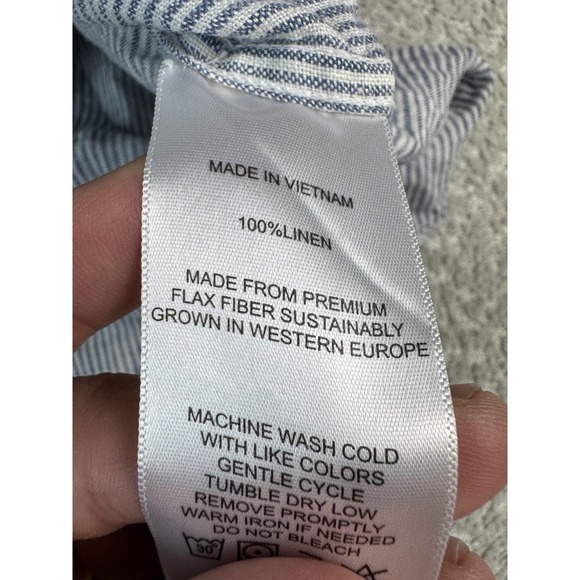 MADE IN VIETNAM
100%LINEN
MADE FROM PREMIUM
FLAX FIBER SUSTAINABLY
GROWN IN WESTERN EUROPE
MACHINE WASH COLD
WITH LIKE COLORS
GENTLE CYCLE
TUMBLE DRY LOW
REMOVE PROMPTLY
WARM IRON IF NEEDED
DO NOT BLEACH
30°